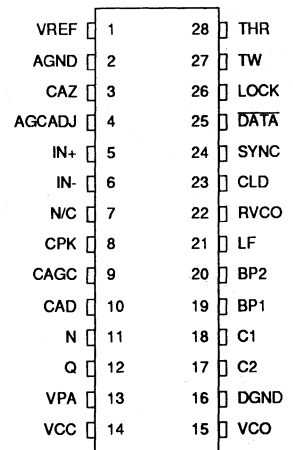 VREF 1 28 THR
AGND 2 27 TW
CAZ 3 26 LOCK
AGCADJ 4 25 DATA
IN+ 5 24 SYNC
IN- 6 23 CLD
N/C 7 22 RVCO
CPK 8 21 LF
CAGC 9 20 BP2
CAD 10 19 BP1
N 11 18 C1
Q 12 17 C2
VPA 13 16 DGND
VCC 14 15 VCO